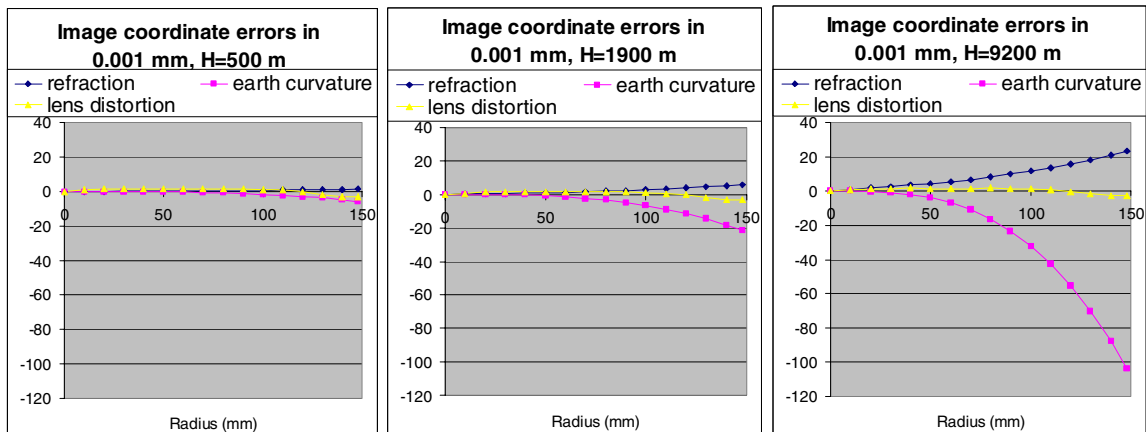 Image coordinate errors in
0.001 mm, H=500 m
refraction earth curvature
lens distortion
40
20
0
-20
-40
-60
-80
-100
-120
0 50 100 150
Radius (mm)
Image coordinate errors in
0.001 mm, H=1900 m
refraction earth curvature
lens distortion
40
20
0
-20
-40
-60
-80
-100
-120
0 50 100 150
Radius (mm)
Image coordinate errors in
0.001 mm, H=9200 m
refraction earth curvature
lens distortion
40
20
0
-20
-40
-60
-80
-100
-120
0 50 100 150
Radius (mm)